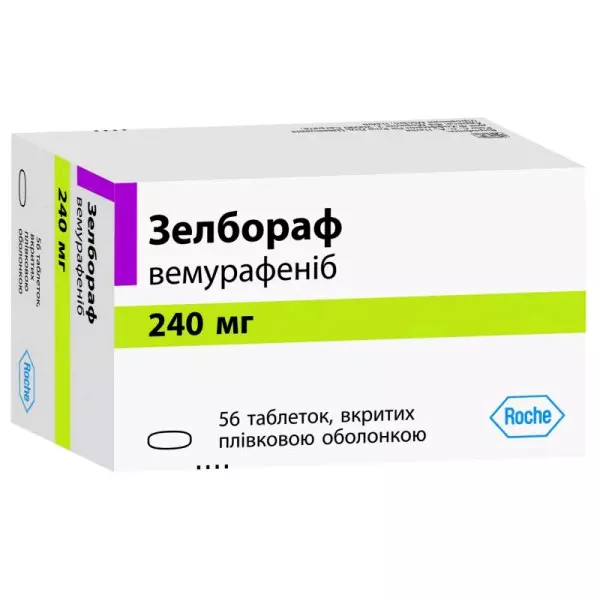 Зелбораф
вемурафеніб
240 мг
56 таблеток, вкритих
плівковою оболонкою
Roche
Зелбораф
вемурафеніб
240 мг
56 таблеток,
вкритих
плівковою
оболонкою
Roche